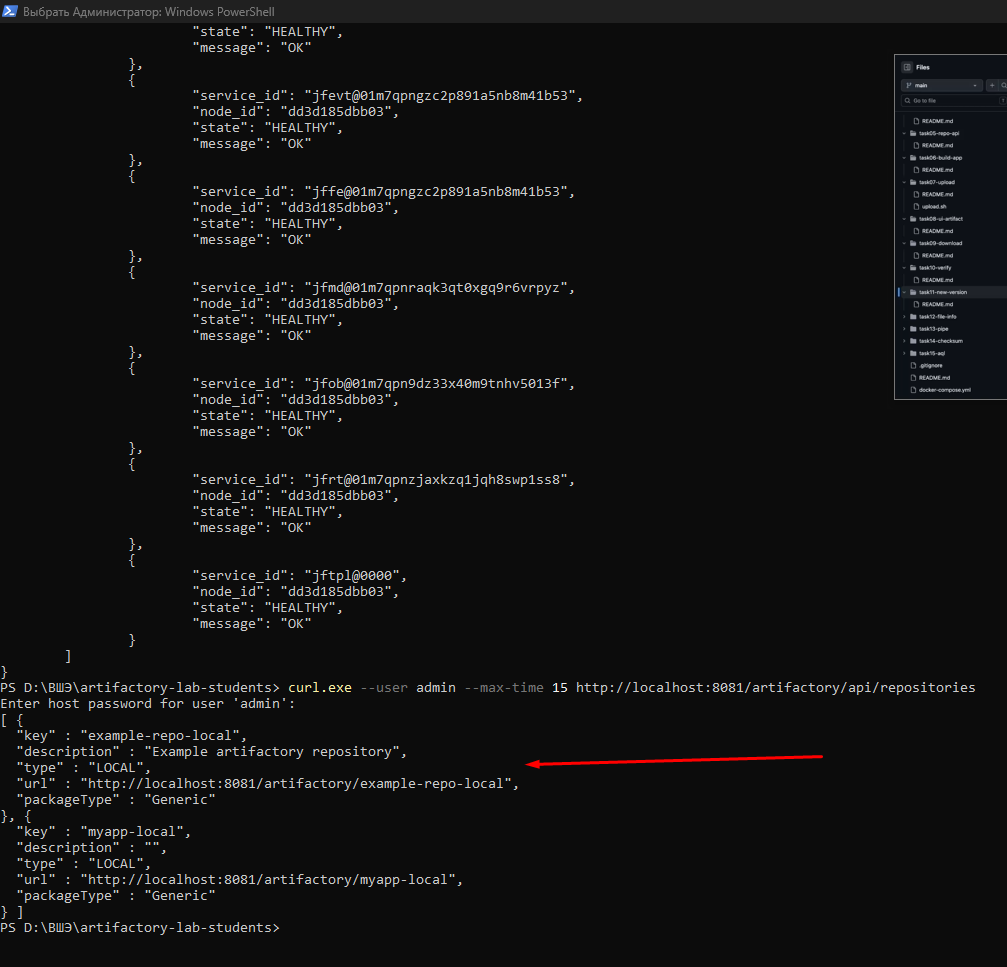 Выбрать Администратор: Windows PowerShell
"state": "HEALTHY",
"message": "OK"
},
{
"service_id": "jfevt@01m7qpngzc2p891a5nb8m41b53",
"node_id": "dd3d185dbb03",
"state": "HEALTHY",
"message": "OK"
},
{
"service_id": "jffe@01m7qpngzc2p891a5nb8m41b53",
"node_id": "dd3d185dbb03",
"state": "HEALTHY",
"message": "OK"
},
{
"service_id": "jfmd@01m7qpnraqk3qt0xgq9r6vrpyz",
"node_id": "dd3d185dbb03",
"state": "HEALTHY",
"message": "OK"
},
{
"service_id": "jfob@01m7qpn9dz33x40m9tnhv5013f",
"node_id": "dd3d185dbb03",
"state": "HEALTHY",
"message": "OK"
},
{
"service_id": "jfrt@01m7qpnzjaxkzq1jqh8swp1ss8",
"node_id": "dd3d185dbb03",
"state": "HEALTHY",
"message": "OK"
},
{
"service_id": "jftpl@0000",
"node_id": "dd3d185dbb03",
"state": "HEALTHY",
"message": "OK"
}
]
}
PS D:\ВШЭ\artifactory-lab-students> curl.exe --user admin --max-time 15 http://localhost:8081/artifactory/api/repositories
Enter host password for user 'admin':
[ {
"key" : "example-repo-local",
"description" : "Example artifactory repository",
"type" : "LOCAL",
"url" : "http://localhost:8081/artifactory/example-repo-local",
"packageType" : "Generic"
}, {
"key" : "myapp-local",
"description" : "",
"type" : "LOCAL",
"url" : "http://localhost:8081/artifactory/myapp-local",
"packageType" : "Generic"
} ]
PS D:\ВШЭ\artifactory-lab-students>
Files
main
Go to file
README.md
task05-repo-api
README.md
task06-build-app
README.md
task07-upload
README.md
upload.sh
task08-ui-artifact
README.md
task09-download
README.md
task10-verify
README.md
task11-new-version
README.md
task12-file-info
task13-pipe
task14-checksum
task15-aql
.gitignore
README.md
docker-compose.yml